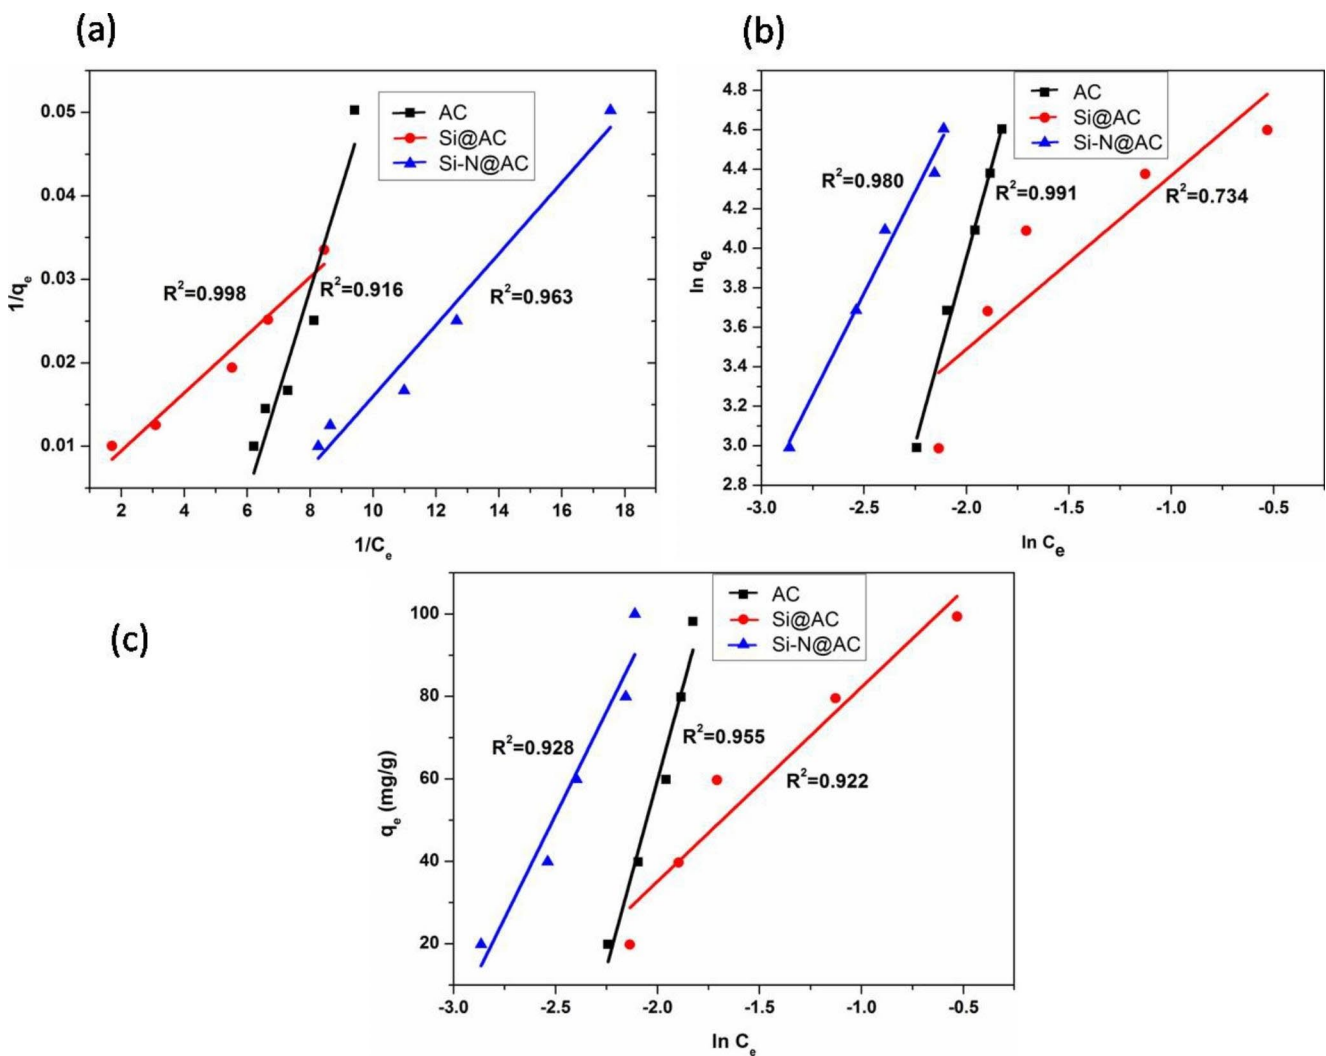 (a)
AC
Si@AC
Si-N@AC
R²=0.998
R²=0.916
R²=0.963
0.05
0.04
0.03
0.02
0.01
1/qₑ
2 4 6 8 10 12 14 16 18
1/Cₑ
(b)
AC
Si@AC
Si-N@AC
R²=0.980
R²=0.991
R²=0.734
4.8
4.6
4.4
4.2
4.0
3.8
3.6
3.4
3.2
3.0
2.8
ln qₑ
-3.0 -2.5 -2.0 -1.5 -1.0 -0.5
ln Cₑ
(c)
AC
Si@AC
Si-N@AC
R²=0.928
R²=0.955
R²=0.922
100
80
60
40
20
qₑ (mg/g)
-3.0 -2.5 -2.0 -1.5 -1.0 -0.5
ln Cₑ